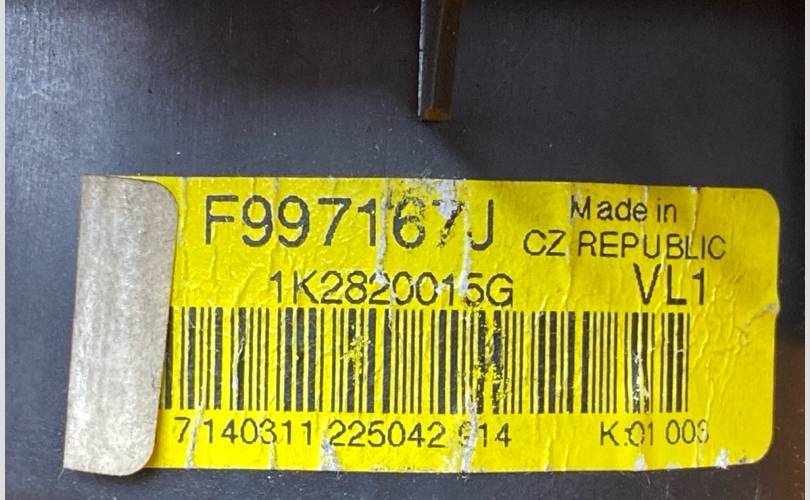 F997167J
Made in
CZ REPUBLIC
1K2820015G
VL1
7 140311 225042 914
K:01 003